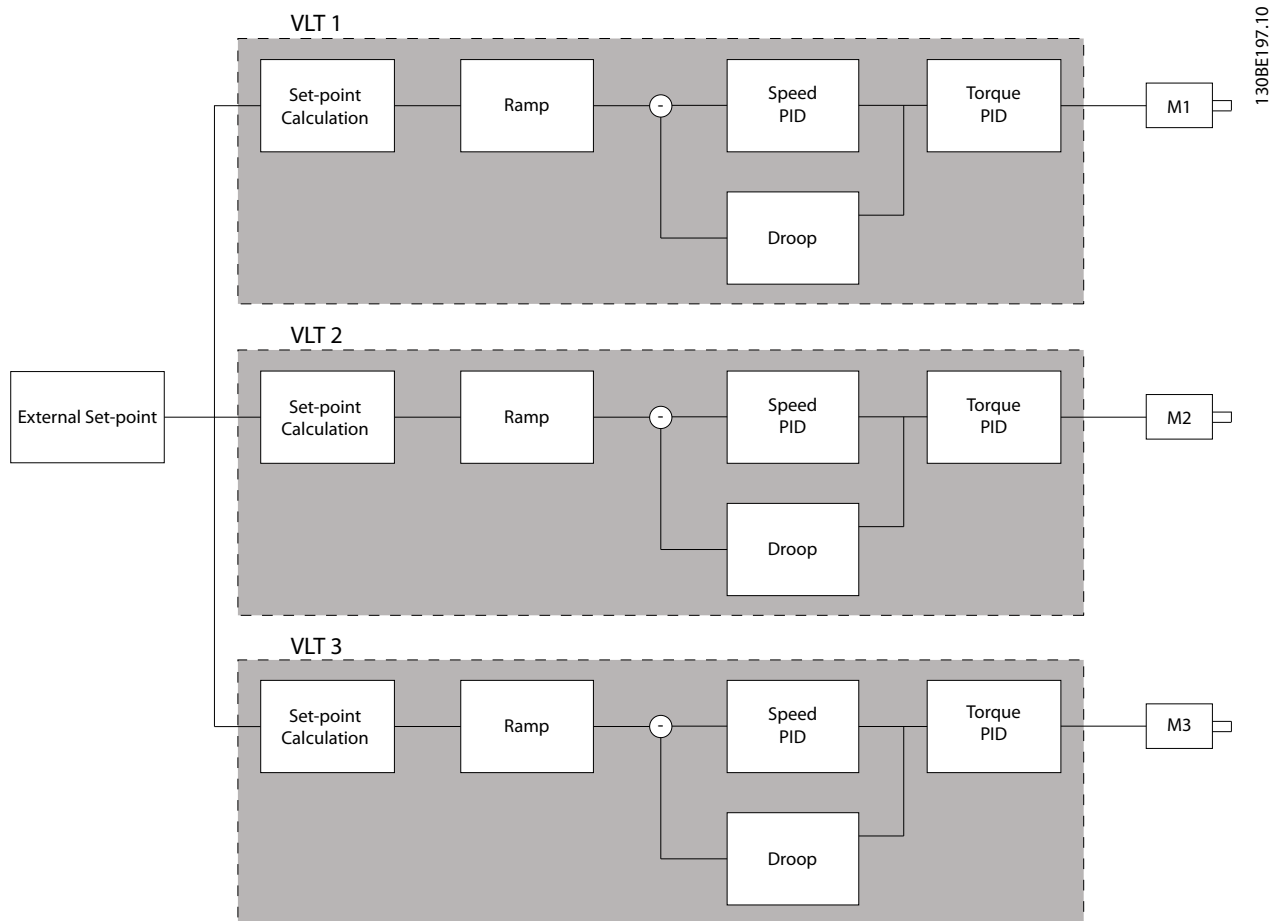 130BE197.10
VLT 1
Set-point
Calculation
Ramp
-
Speed
PID
Torque
PID
M1
Droop
VLT 2
External Set-point
Set-point
Calculation
Ramp
-
Speed
PID
Torque
PID
M2
Droop
VLT 3
Set-point
Calculation
Ramp
-
Speed
PID
Torque
PID
M3
Droop